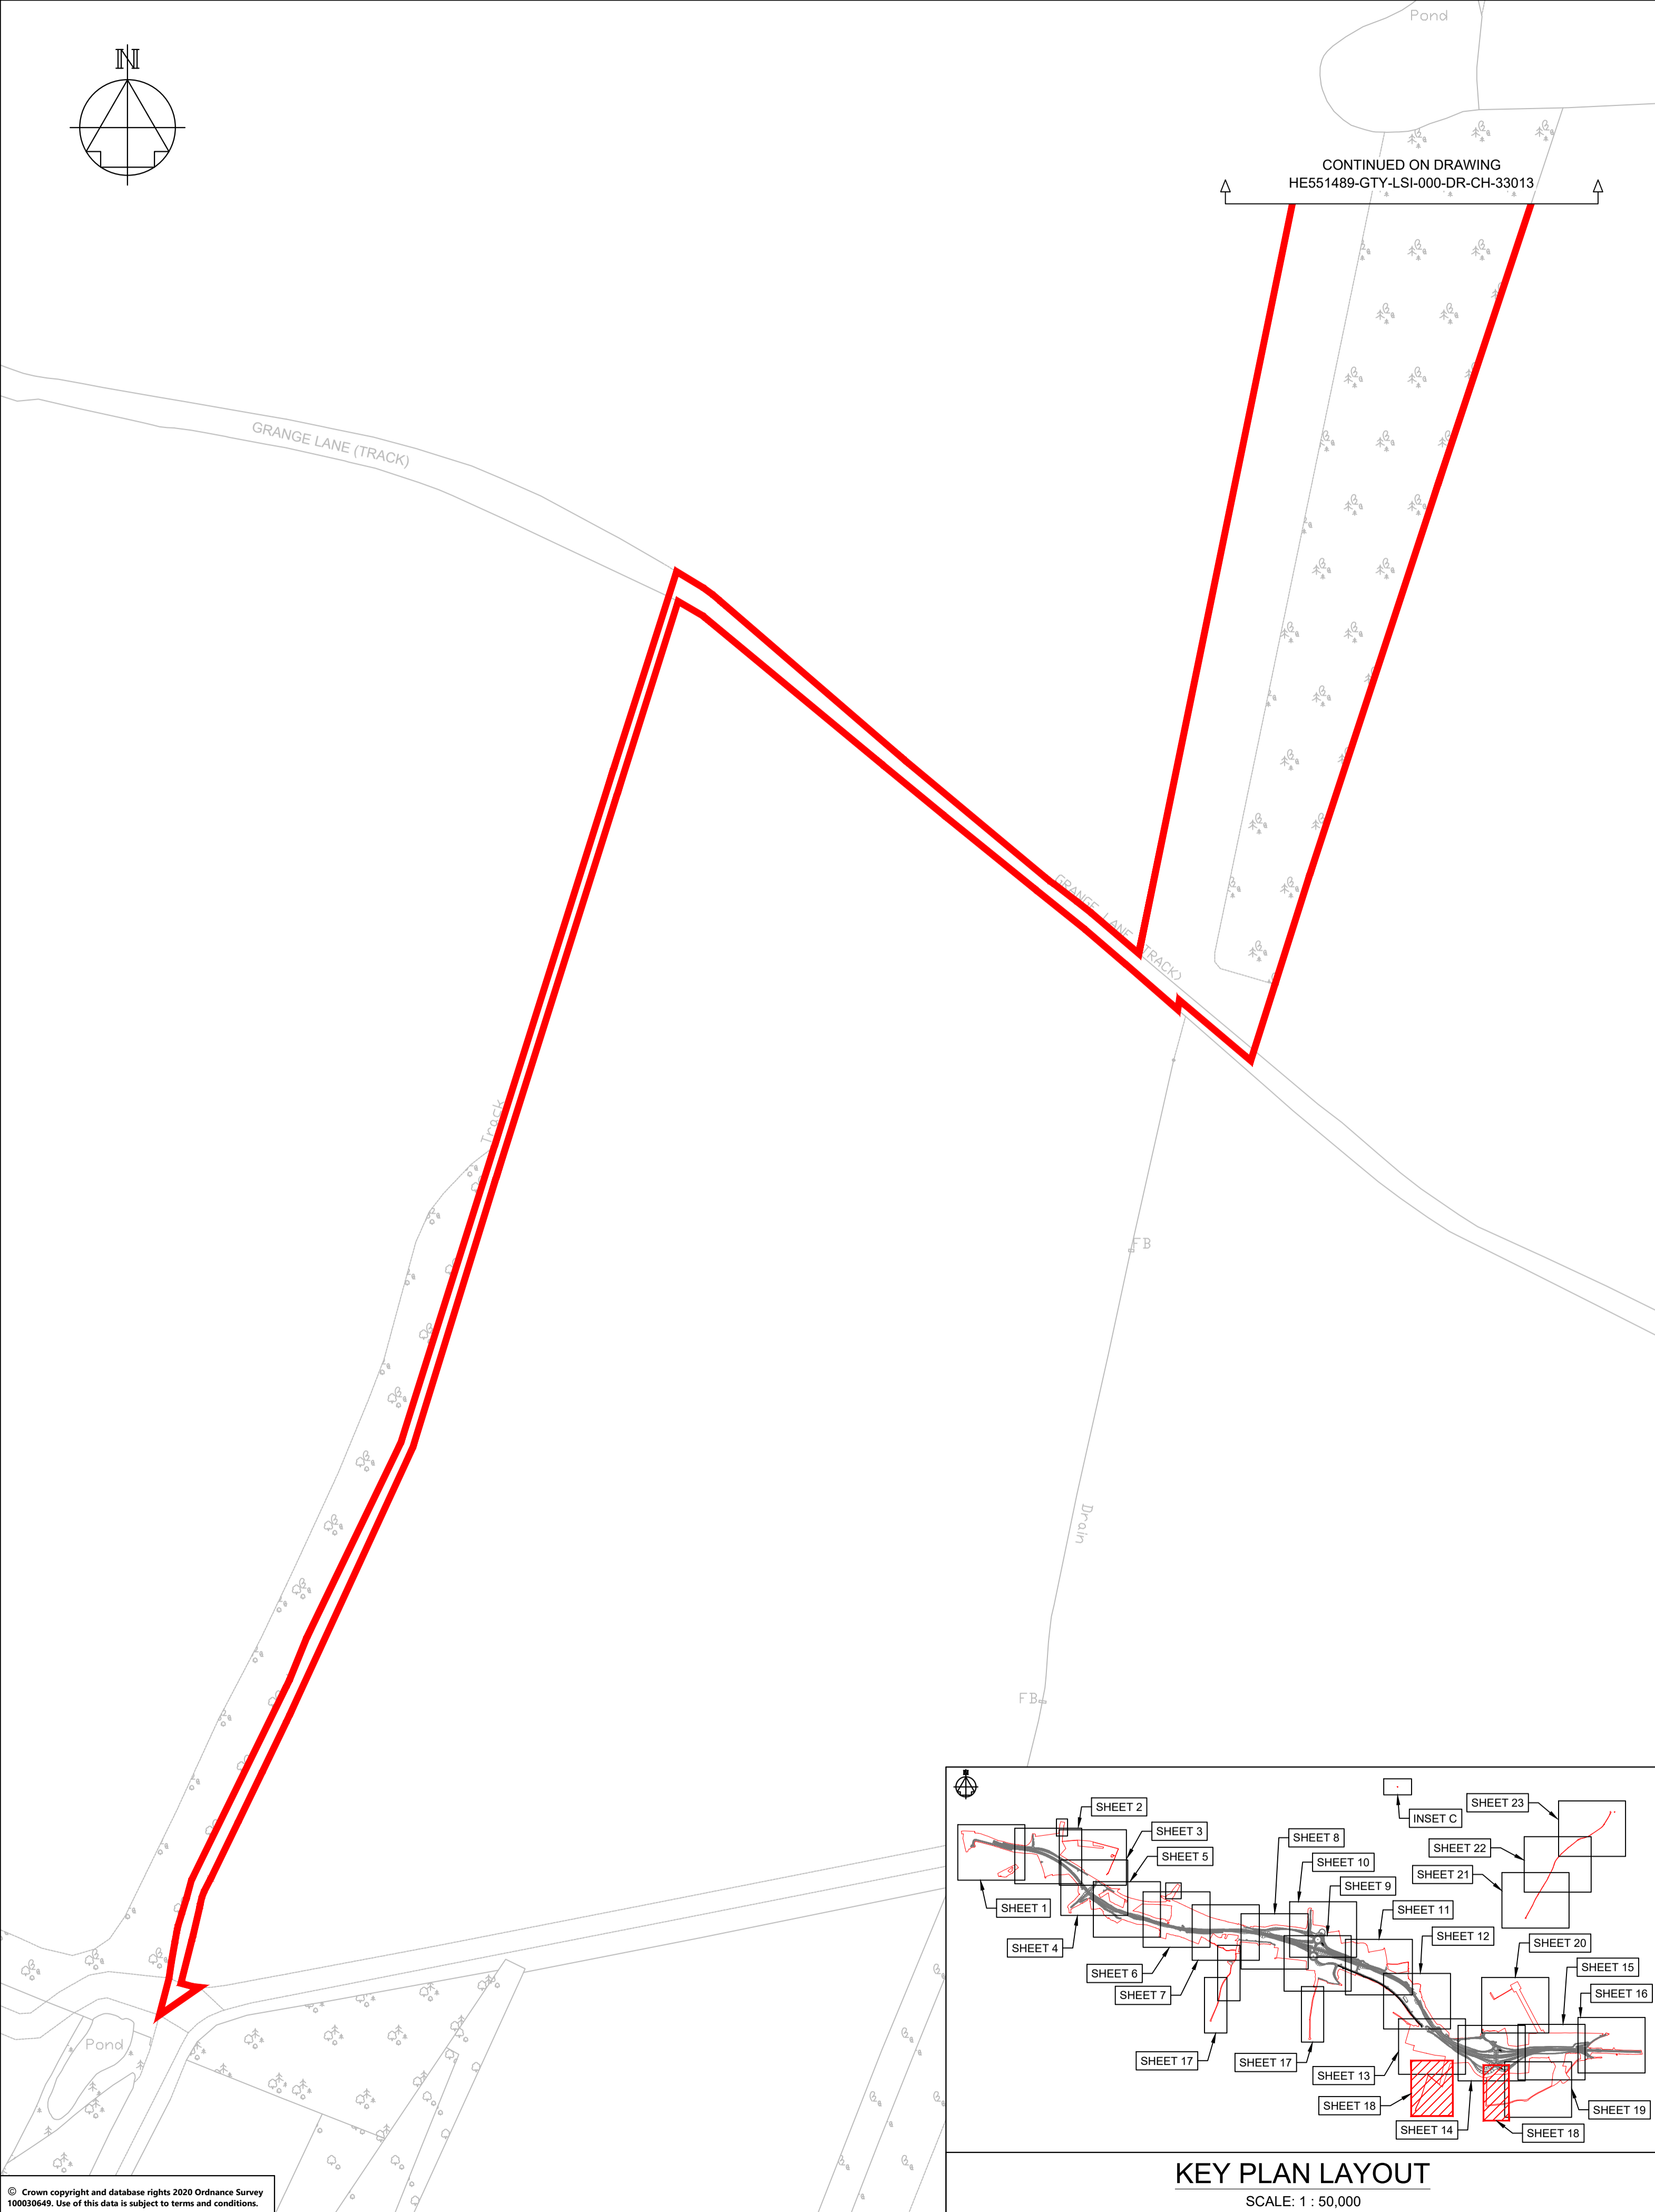 N
Pond
CONTINUED ON DRAWING
HE551489-GTY-LSI-000-DR-CH-33013
GRANGE LANE (TRACK)
GRANGE LANE (TRACK)
Track
FB
Drain
FB
Pond
SHEET 2
SHEET 3
SHEET 5
SHEET 1
SHEET 4
SHEET 6
SHEET 7
SHEET 8
SHEET 10
SHEET 9
SHEET 11
SHEET 12
INSET C
SHEET 23
SHEET 22
SHEET 21
SHEET 20
SHEET 15
SHEET 16
SHEET 17
SHEET 17
SHEET 13
SHEET 18
SHEET 14
SHEET 18
SHEET 19
KEY PLAN LAYOUT
SCALE: 1 : 50,000
© Crown copyright and database rights 2020 Ordnance Survey
100030649. Use of this data is subject to terms and conditions.